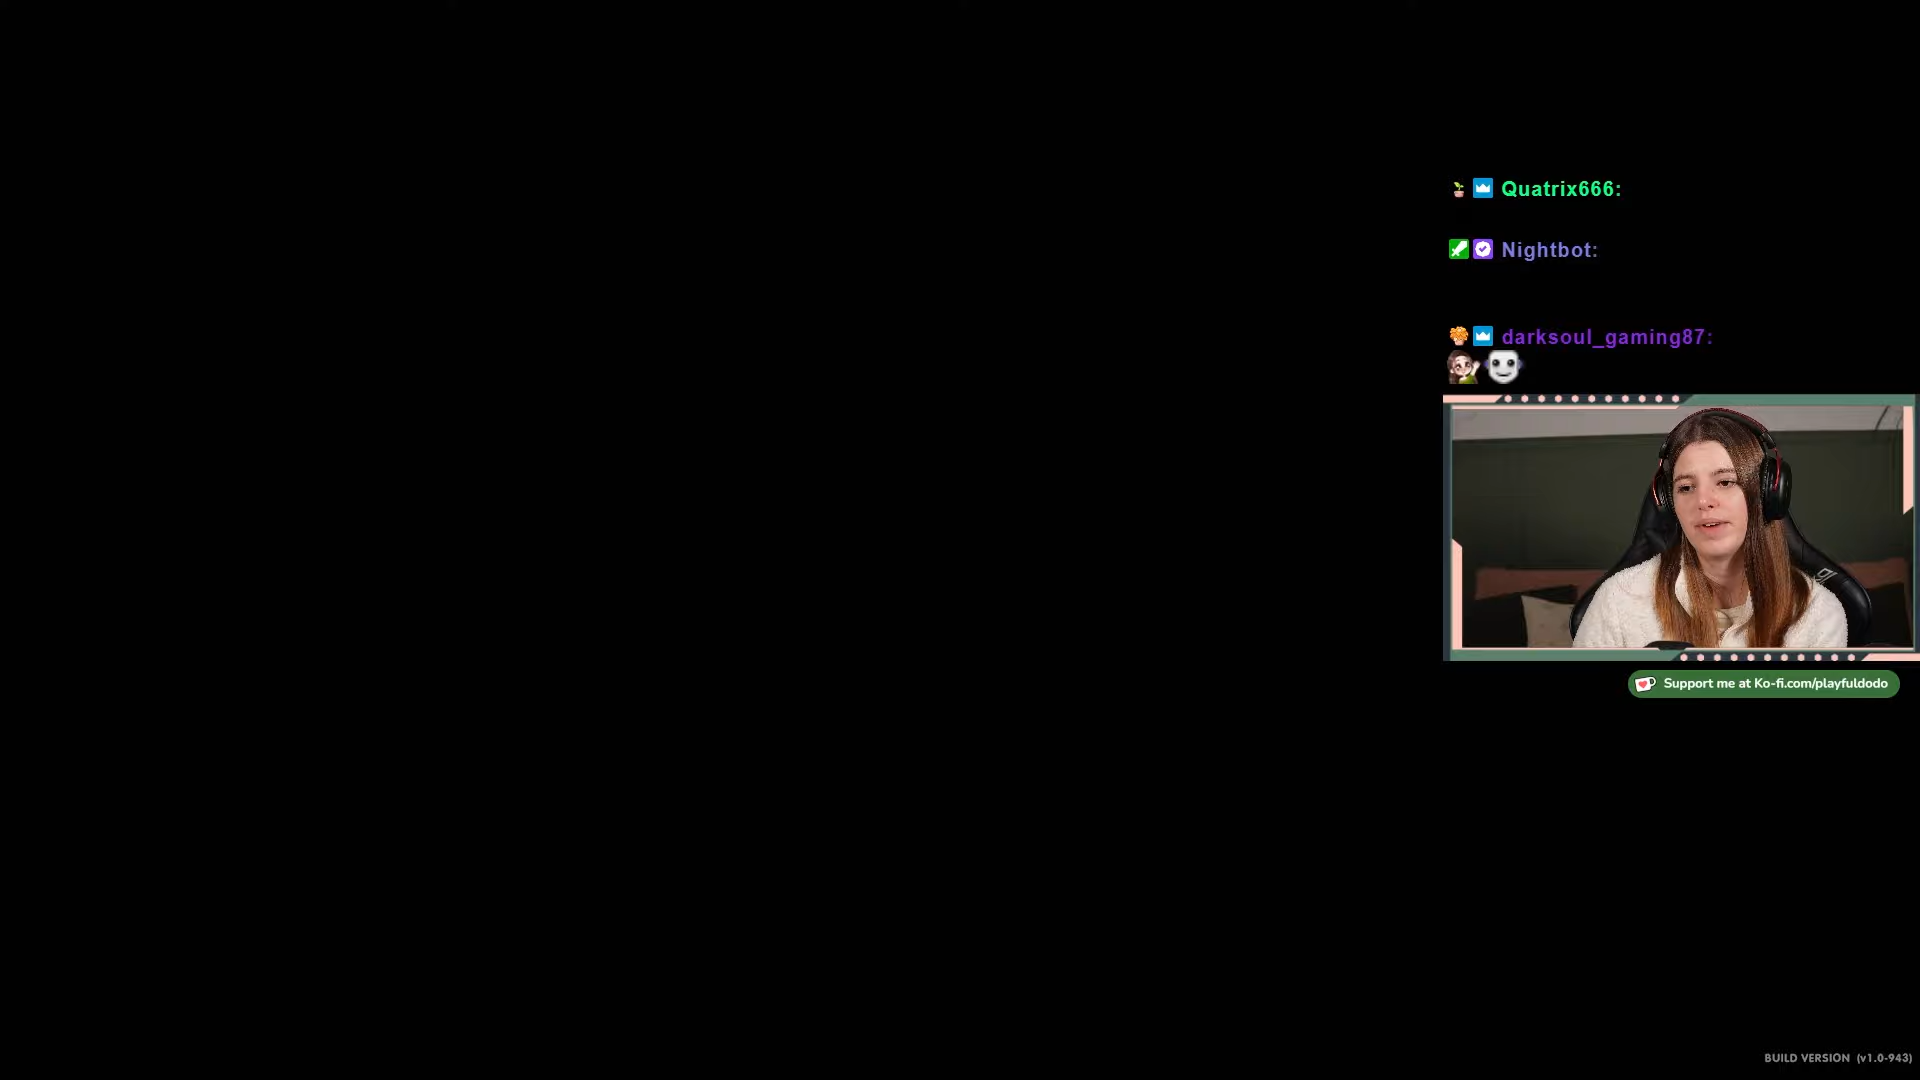 Quatrix666:
Nightbot:
darksoul_gaming87:
Support me at Ko-fi.com/playfuldodo
BUILD VERSION (v1.0-943)